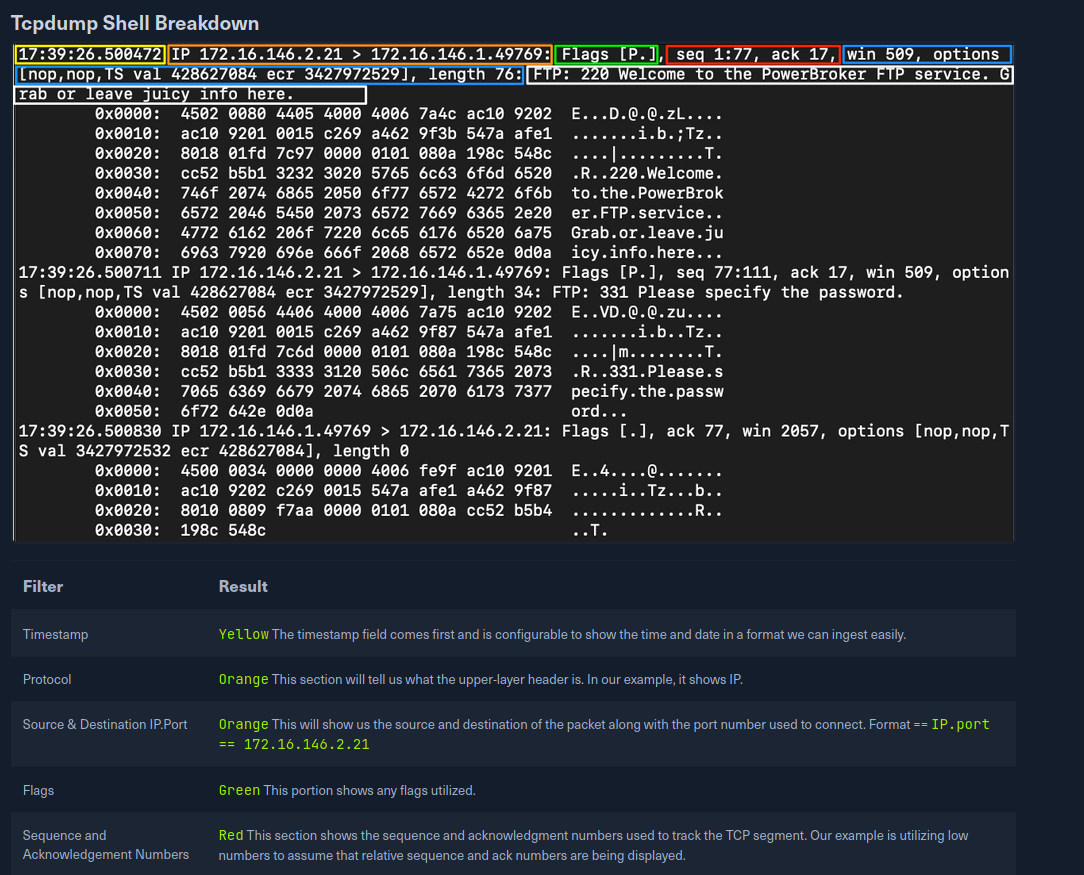 Tcpdump Shell Breakdown
17:39:26.500472 IP 172.16.146.2.21 > 172.16.146.1.49769: Flags [P.], seq 1:77, ack 17, win 509, options
[nop,nop,TS val 428627084 ecr 3427972529], length 76: FTP: 220 Welcome to the PowerBroker FTP service. G
rab or leave juicy info here.
0x0000: 4502 0080 4405 4000 4006 7a4c ac10 9202 E...D.@.@.zL....
0x0010: ac10 9201 0015 c269 a462 9f3b 547a afe1 .......i.b.;Tz..
0x0020: 8018 01fd 7c97 0000 0101 080a 198c 548c ....|.........T.
0x0030: cc52 b5b1 3232 3020 5765 6c63 6f6d 6520 .R..220.Welcome.
0x0040: 746f 2074 6865 2050 6f77 6572 4272 6f6b to.the.PowerBrok
0x0050: 6572 2046 5450 2073 6572 7669 6365 2e20 er.FTP.service..
0x0060: 4772 6162 206f 7220 6c65 6176 6520 6a75 Grab.or.leave.ju
0x0070: 6963 7920 696e 666f 2068 6572 652e 0d0a icy.info.here...
17:39:26.500711 IP 172.16.146.2.21 > 172.16.146.1.49769: Flags [P.], seq 77:111, ack 17, win 509, option
s [nop,nop,TS val 428627084 ecr 3427972529], length 34: FTP: 331 Please specify the password.
0x0000: 4502 0056 4406 4000 4006 7a75 ac10 9202 E..VD.@.@.zu....
0x0010: ac10 9201 0015 c269 a462 9f87 547a afe1 .......i.b..Tz..
0x0020: 8018 01fd 7c6d 0000 0101 080a 198c 548c ....|m........T.
0x0030: cc52 b5b1 3333 3120 506c 6561 7365 2073 .R..331.Please.s
0x0040: 7065 6369 6679 2074 6865 2070 6173 7377 pecify.the.passw
0x0050: 6f72 642e 0d0a ord...
17:39:26.500830 IP 172.16.146.1.49769 > 172.16.146.2.21: Flags [.], ack 77, win 2057, options [nop,nop,T
S val 3427972532 ecr 428627084], length 0
0x0000: 4500 0034 0000 0000 4006 fe9f ac10 9201 E..4....@.......
0x0010: ac10 9202 c269 0015 547a afe1 a462 9f87 .....i..Tz...b..
0x0020: 8010 0809 f7aa 0000 0101 080a cc52 b5b4 .............R..
0x0030: 198c 548c ..T.
Filter Result
Timestamp Yellow The timestamp field comes first and is configurable to show the time and date in a format we can ingest easily.
Protocol Orange This section will tell us what the upper-layer header is. In our example, it shows IP.
Source & Destination IP.Port Orange This will show us the source and destination of the packet along with the port number used to connect. Format == IP.port
== 172.16.146.2.21
Flags Green This portion shows any flags utilized.
Sequence and Red This section shows the sequence and acknowledgment numbers used to track the TCP segment. Our example is utilizing low
Acknowledgement Numbers numbers to assume that relative sequence and ack numbers are being displayed.